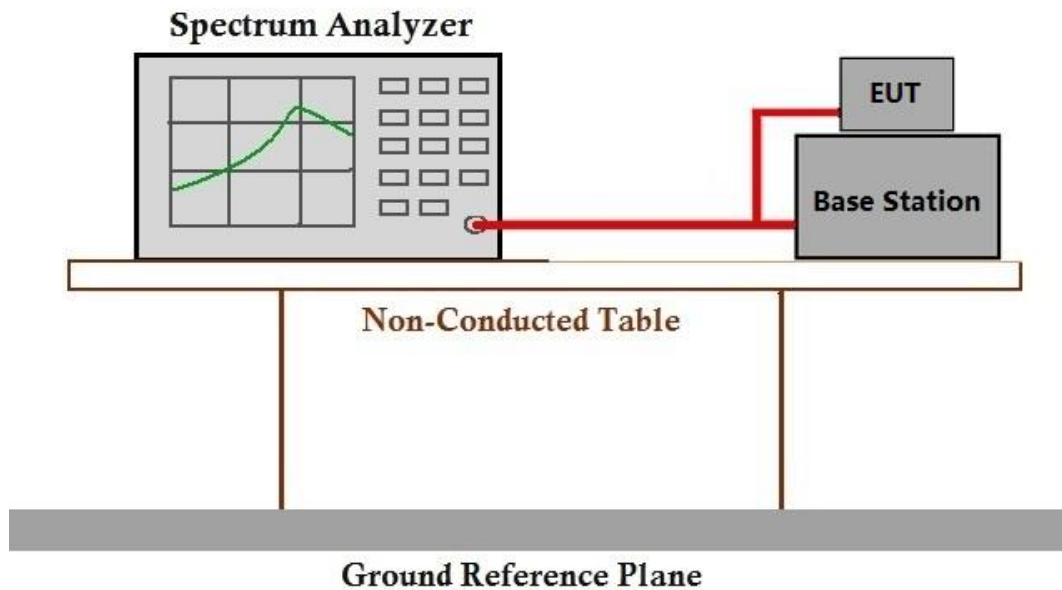 Spectrum Analyzer
EUT
Base Station
Non-Conducted Table
Ground Reference Plane